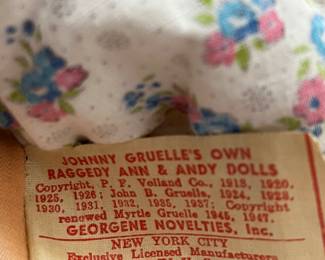 JOHNNY GRUELLE'S OWN
RAGGEDY ANN & ANDY DOLLS
Copyright, P. F. Volland Co., 1918, 1920,
1925, 1926; John B. Gruelle, 1924, 1928,
1930, 1931, 1932, 1935, 1937; Copyright
renewed Myrtle Gruelle 1945, 1947.
GEORGENE NOVELTIES, Inc.
NEW YORK CITY
Exclusive Licensed Manufacturers